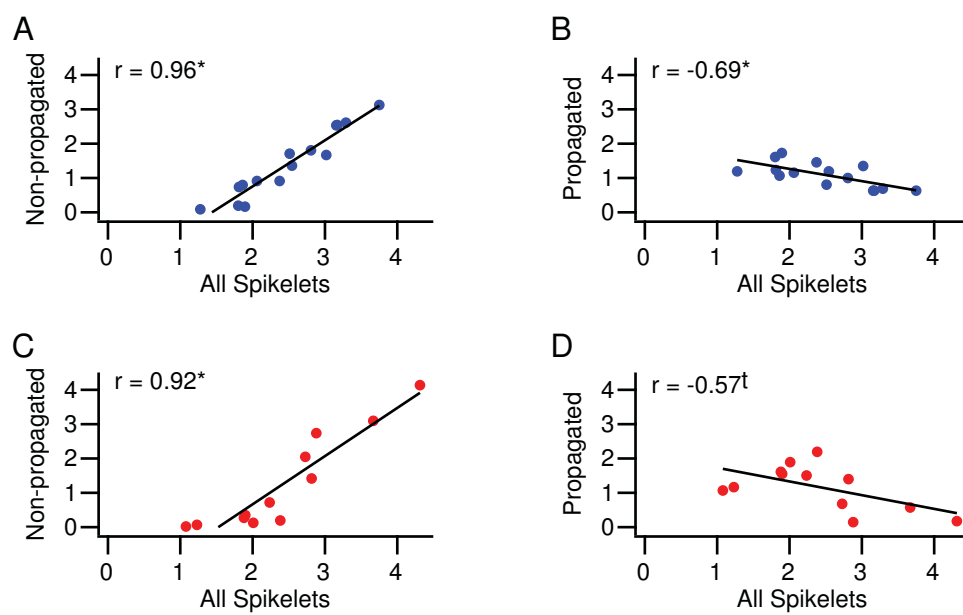 A
Non-propagated
r = 0.96*
4
3
2
1
0
0 1 2 3 4
All Spikelets
B
Propagated
r = -0.69*
4
3
2
1
0
0 1 2 3 4
All Spikelets
C
Non-propagated
r = 0.92*
4
3
2
1
0
0 1 2 3 4
All Spikelets
D
Propagated
r = -0.57ƚ
4
3
2
1
0
0 1 2 3 4
All Spikelets